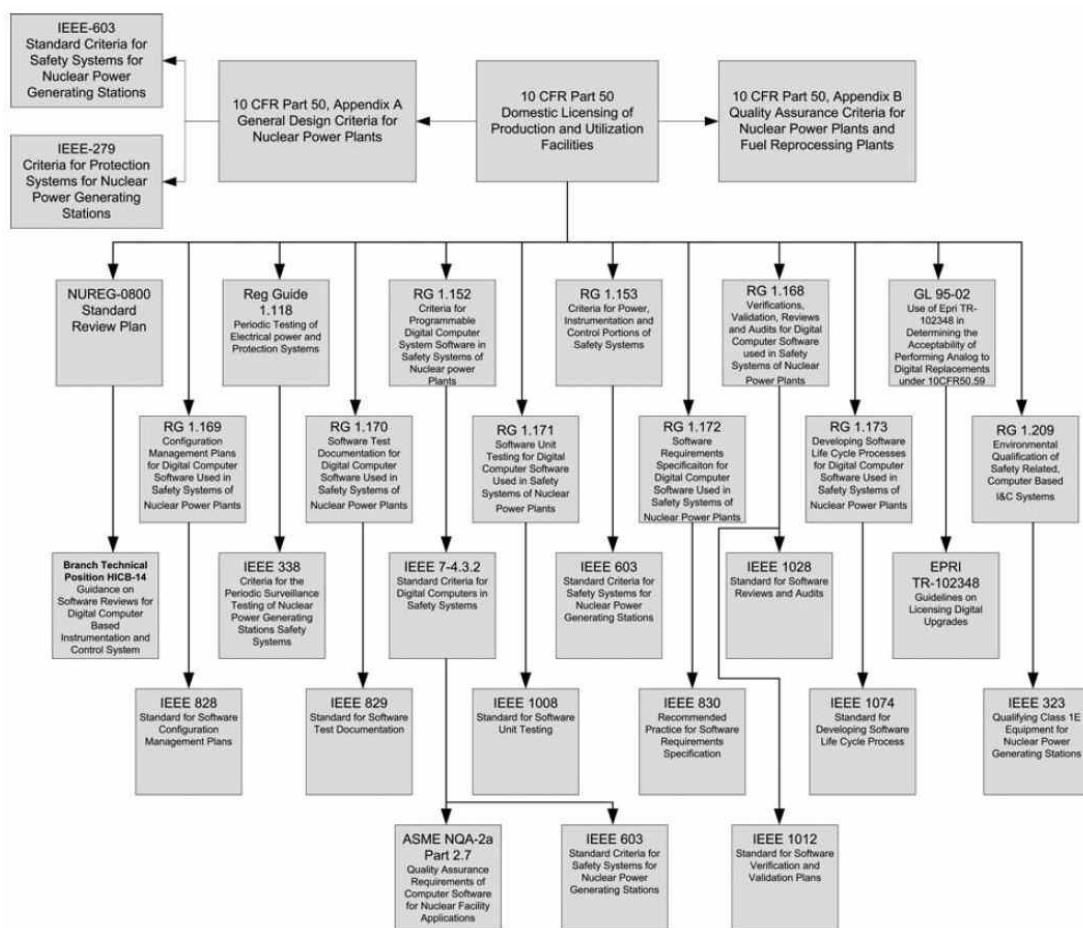 IEEE-603
Standard Criteria for
Safety Systems for
Nuclear Power
Generating Stations
10 CFR Part 50, Appendix A
General Design Criteria for
Nuclear Power Plants
10 CFR Part 50
Domestic Licensing of
Production and Utilization
Facilities
10 CFR Part 50, Appendix B
Quality Assurance Criteria for
Nuclear Power Plants and
Fuel Reprocessing Plants
IEEE-279
Criteria for Protection
Systems for Nuclear
Power Generating
Stations
NUREG-0800
Standard
Review Plan
Reg Guide
1.118
Periodic Testing of
Electrical power and
Protection Systems
RG 1.152
Criteria for
Programmable
Digital Computer
System Software in
Safety Systems of
Nuclear power
Plants
RG 1.153
Criteria for Power,
Instrumentation and
Control Portions of
Safety Systems
RG 1.168
Verifications,
Validation, Reviews
and Audits for Digital
Computer Software
used in Safety
Systems of Nuclear
Power Plants
GL 95-02
Use of Epri TR-
102348 in
Determining the
Acceptability of
Performing Analog to
Digital Replacements
under 10CFR50.59
RG 1.169
Configuration
Management Plans
for Digital Computer
Software Used in
Safety Systems of
Nuclear Power Plants
RG 1.170
Software Test
Documentation for
Digital Computer
Software Used in
Safety Systems of
Nuclear Power Plants
RG 1.171
Software Unit
Testing for Digital
Computer Software
Used in Safety
Systems of Nuclear
Power Plants
RG 1.172
Software
Requirements
Specificaiton for
Digital Computer
Software Used in
Safety Systems of
Nuclear Power Plants
RG 1.173
Developing Software
Life Cycle Processes
for Digital Computer
Software Used in
Safety Systems of
Nuclear Power Plants
RG 1.209
Environmental
Qualification of
Safety Related,
Computer Based
I&C Systems
Branch Technical
Position HICB-14
Guidance on
Software Reviews for
Digital Computer
Based
Instrumentation and
Control System
IEEE 338
Criteria for the
Periodic Surveillance
Testing of Nuclear
Power Generating
Stations Safety
Systems
IEEE 7-4.3.2
Standard Criteria for
Digital Computers in
Safety Systems
IEEE 603
Standard Criteria for
Safety Systems for
Nuclear Power
Generating Stations
IEEE 1028
Standard for Software
Reviews and Audits
EPRI
TR-102348
Guidelines on
Licensing Digital
Upgrades
IEEE 828
Standard for Software
Configuration
Management Plans
IEEE 829
Standard for Software
Test Documentation
IEEE 1008
Standard for Software
Unit Testing
IEEE 830
Recommended
Practice for Software
Requirements
Specification
IEEE 1074
Standard for
Developing Software
Life Cycle Process
IEEE 323
Qualifying Class 1E
Equipment for
Nuclear Power
Generating Stations
ASME NQA-2a
Part 2.7
Quality Assurance
Requirements of
Computer Software
for Nuclear Facility
Applications
IEEE 603
Standard Criteria for
Safety Systems for
Nuclear Power
Generating Stations
IEEE 1012
Standard for Software
Verification and
Validation Plans